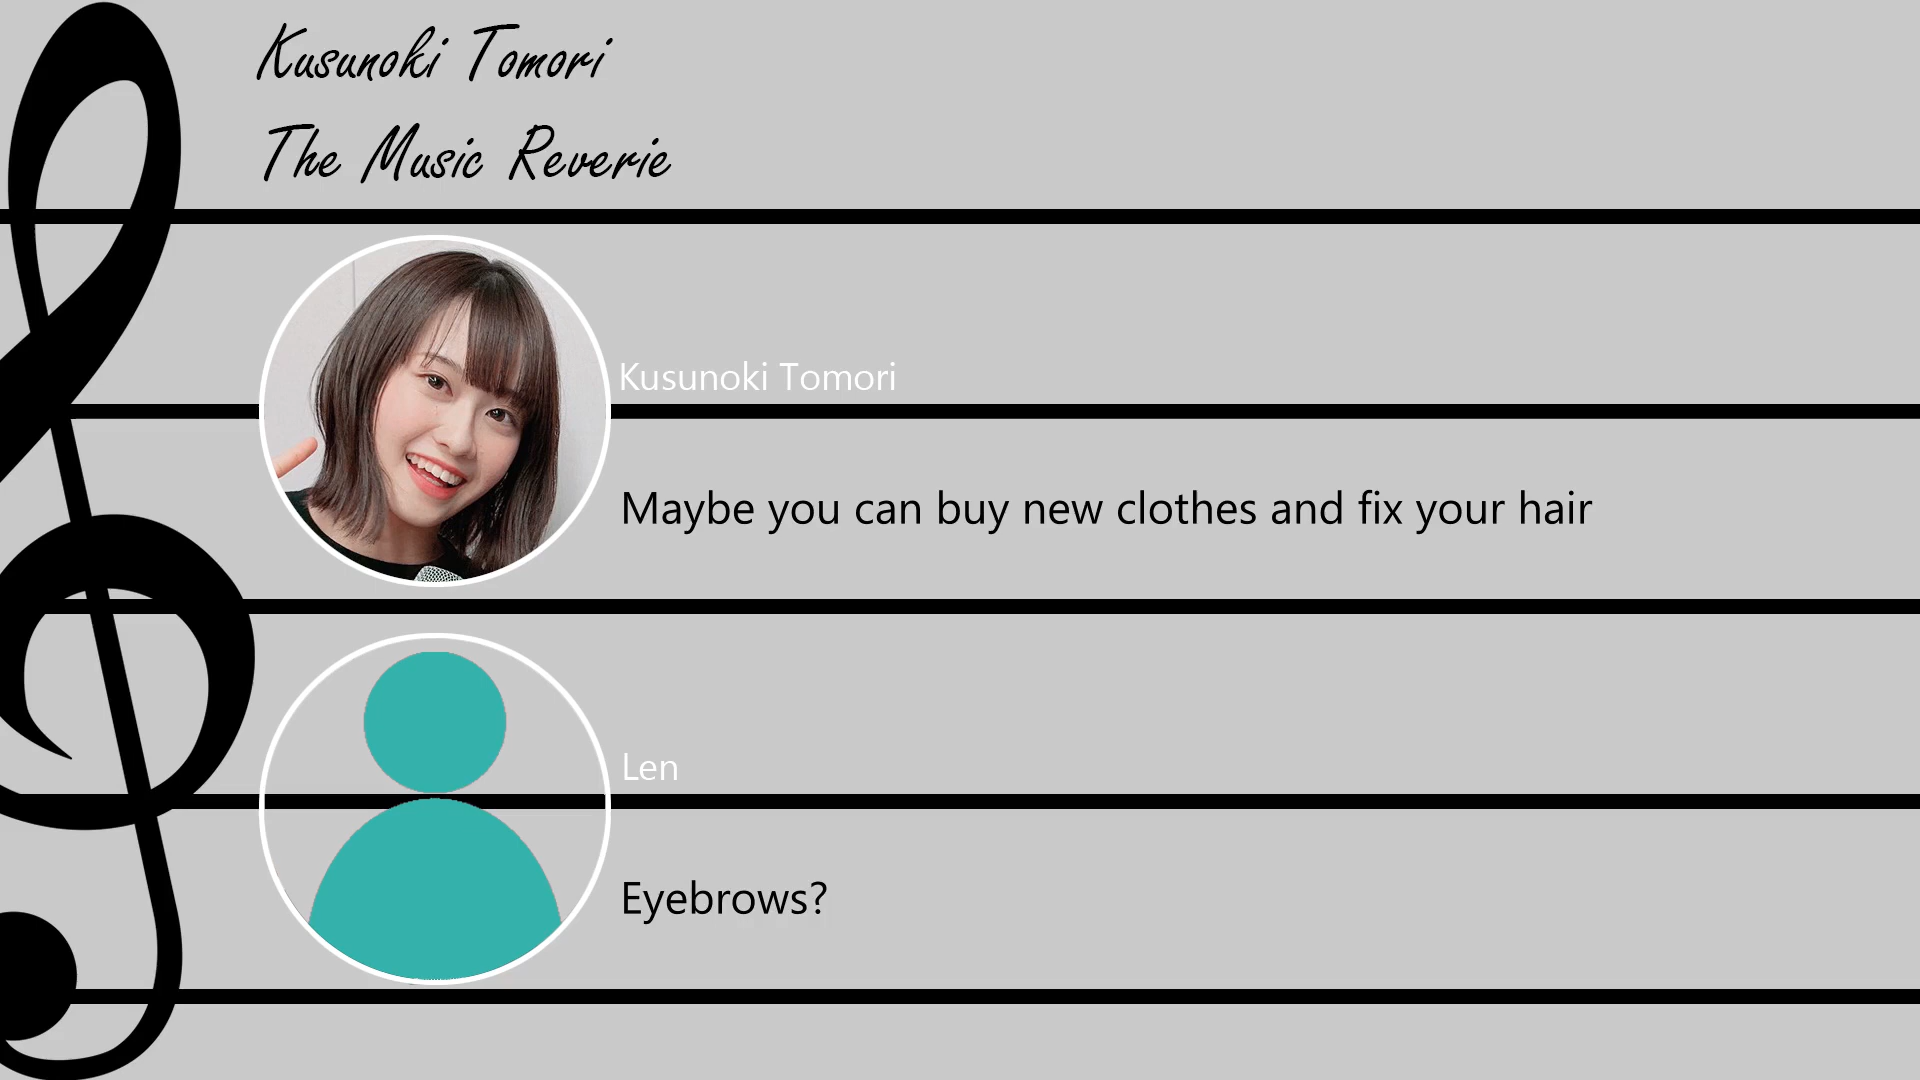 Kusunoki Tomori
The Music Reverie
Kusunoki Tomori
Maybe you can buy new clothes and fix your hair
Len
Eyebrows?